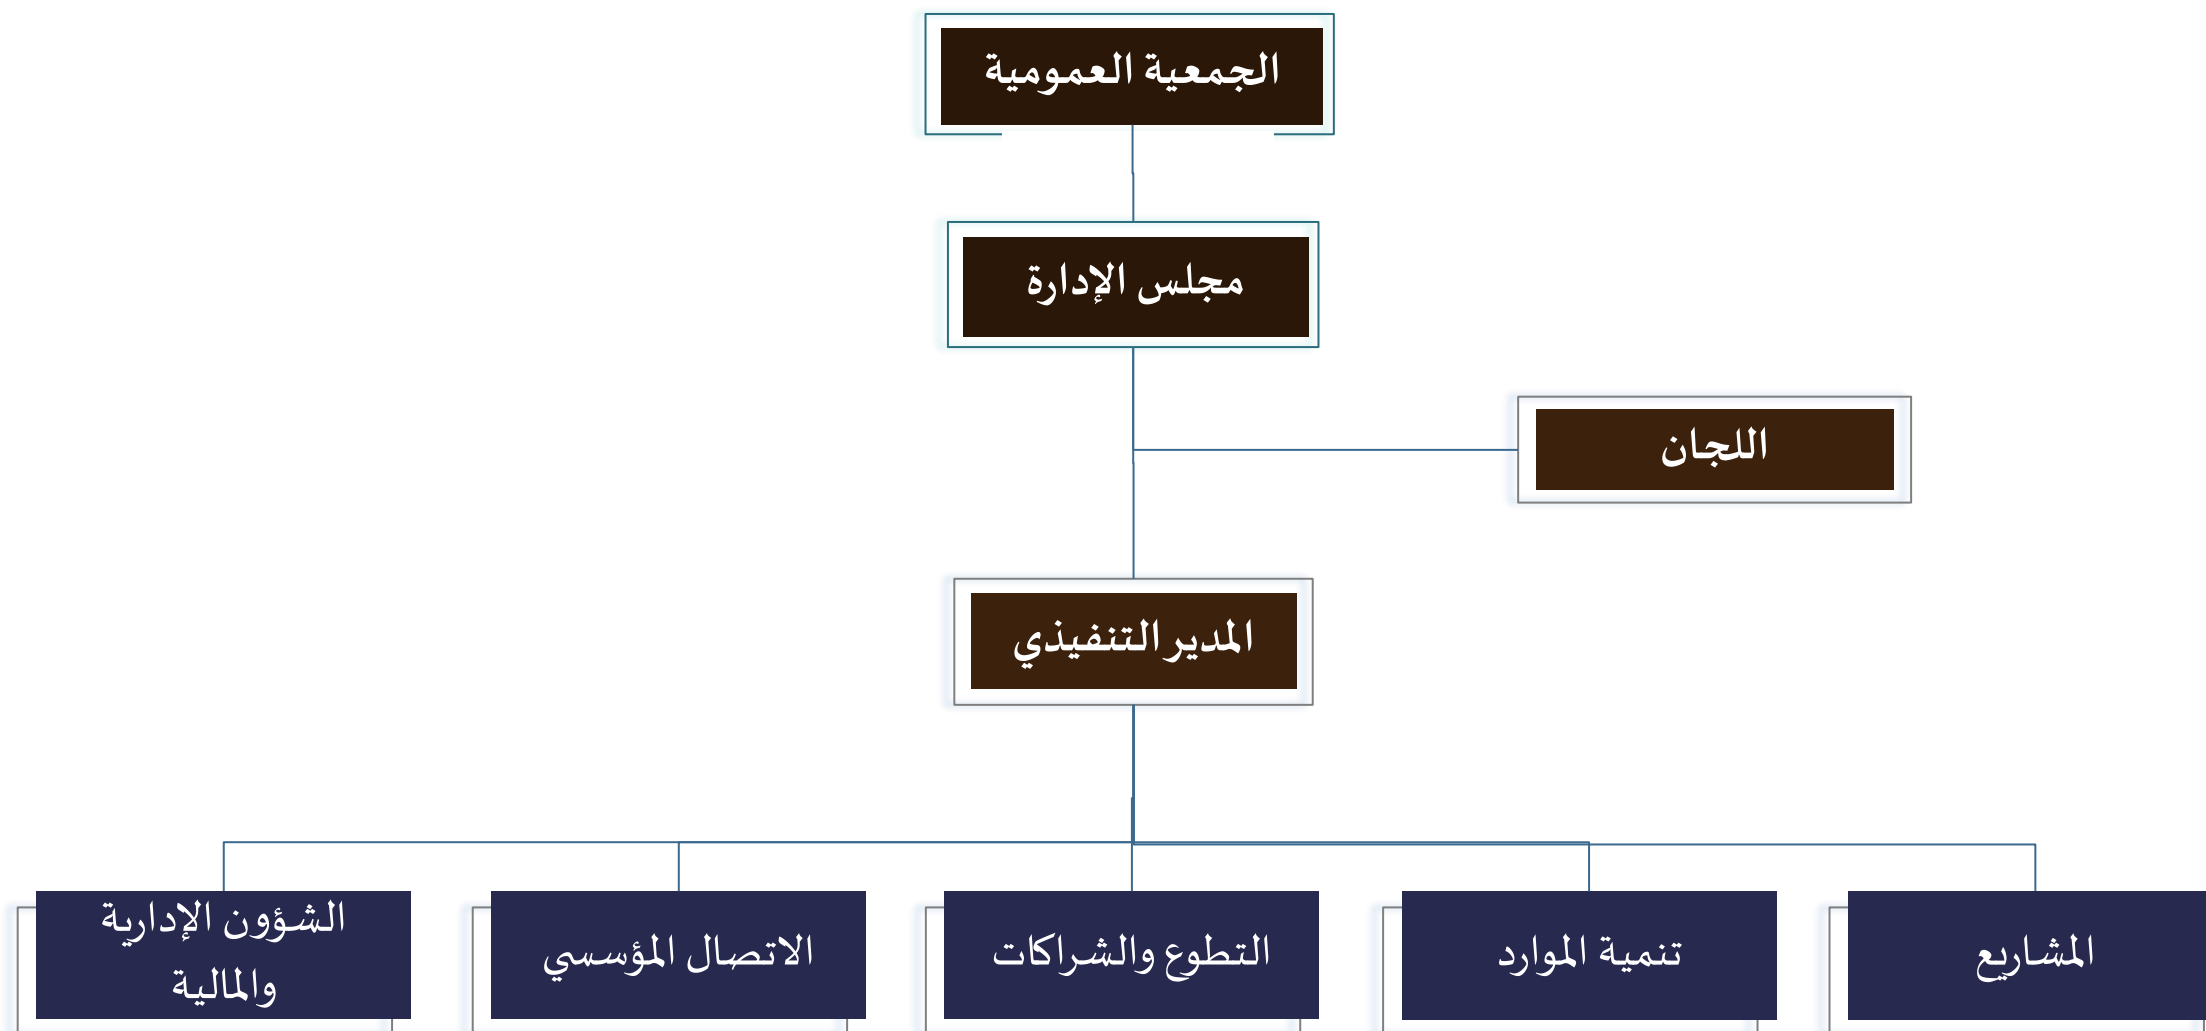 الجمعية العمومية
مجلس الإدارة
اللجان
المدير التنفيذي
المشاريع
تنمية الموارد
التطوع والشراكات
الاتصال المؤسسي
الشؤون الإدارية
والمالية